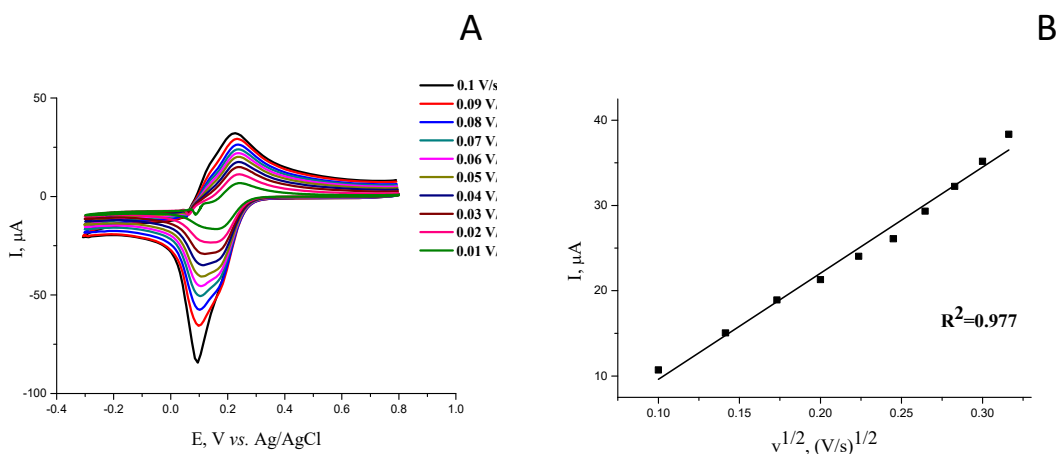 A
B
0.1 V/s
0.09 V/
0.08 V/
0.07 V/
0.06 V/
0.05 V/
0.04 V/
0.03 V/
0.02 V/
0.01 V/
50
0
-50
-100
-0.4
-0.2
0.0
0.2
0.4
0.6
0.8
1.0
I, μA
E, V vs. Ag/AgCl
40
30
20
10
0.10
0.15
0.20
0.25
0.30
I, μA
R²=0.977
v^1/2, (V/s)^1/2